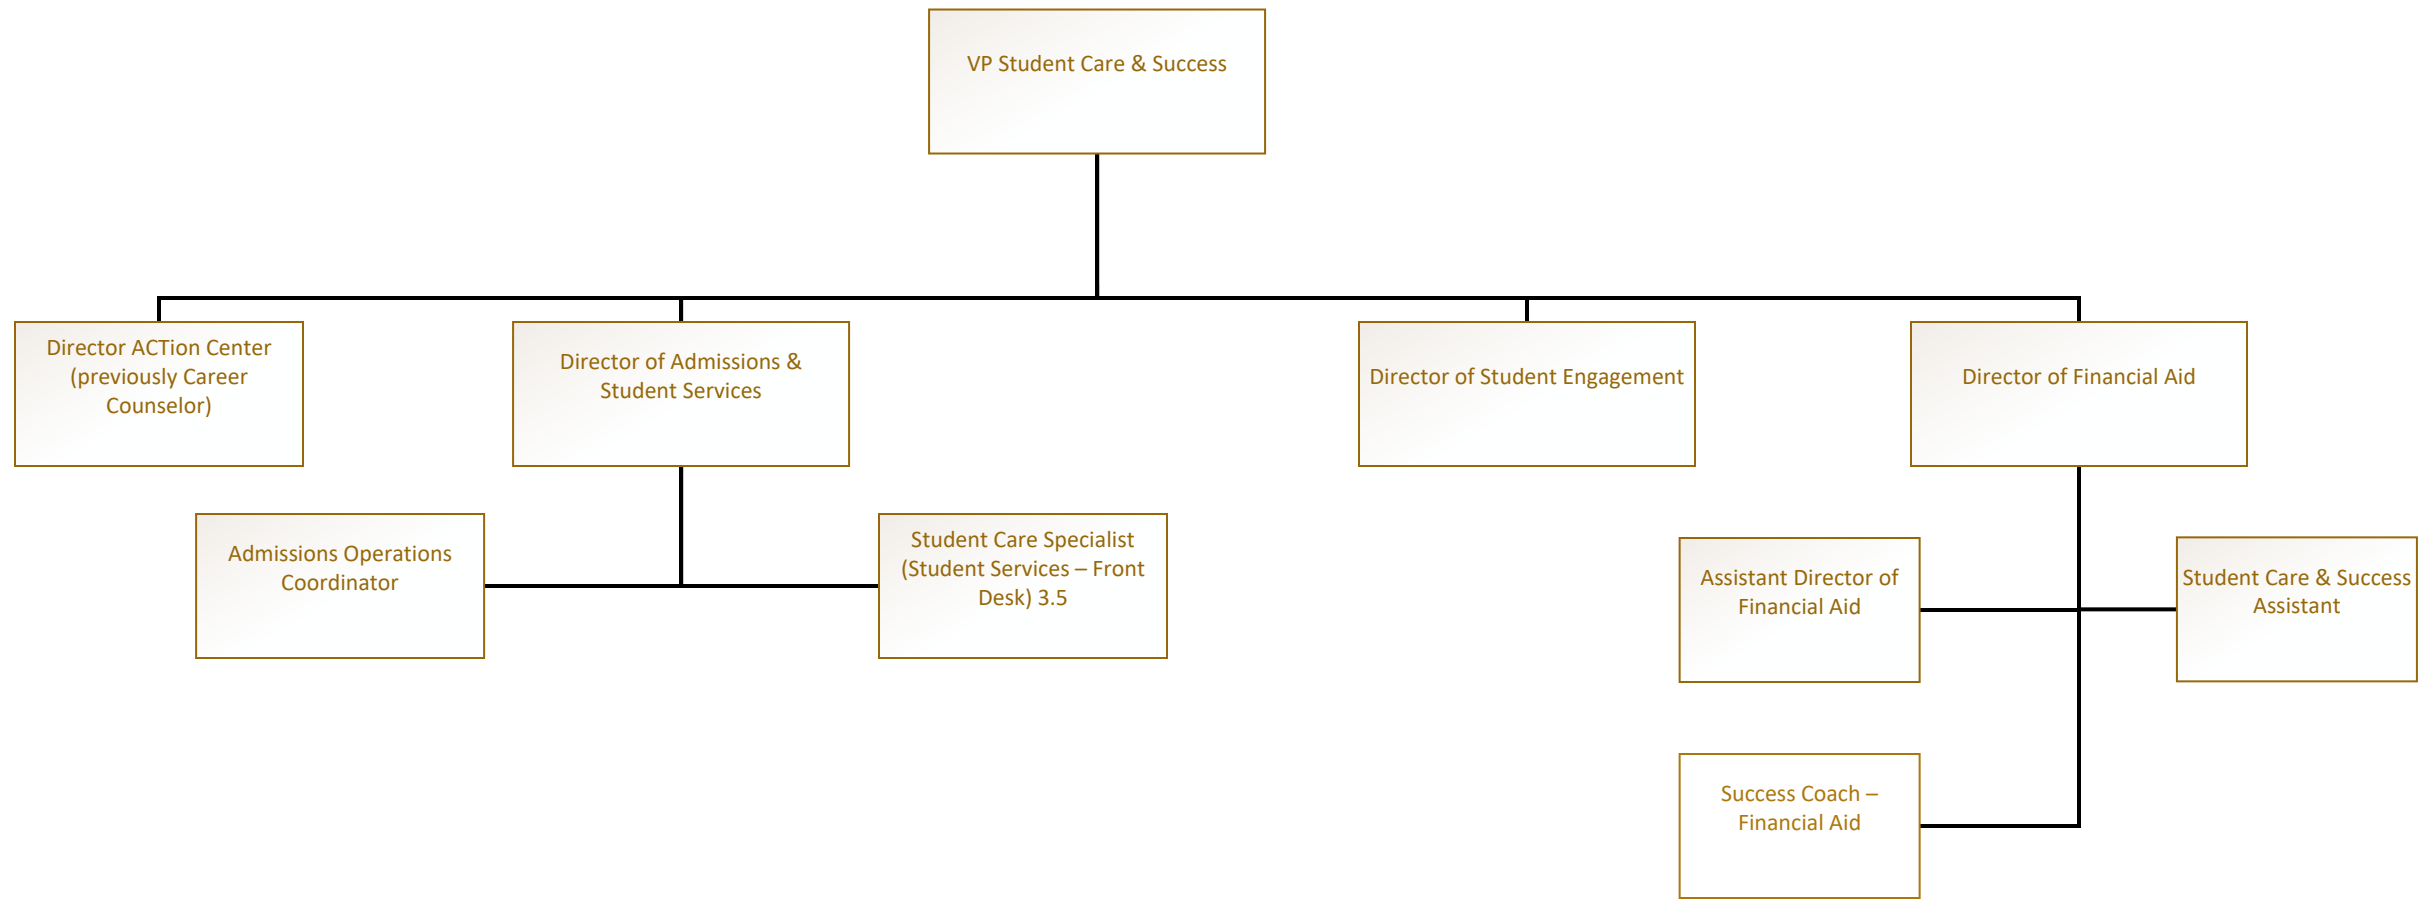 VP Student Care & Success
Director ACTion Center
(previously Career
Counselor)
Director of Admissions &
Student Services
Director of Student Engagement
Director of Financial Aid
Admissions Operations
Coordinator
Student Care Specialist
(Student Services – Front
Desk) 3.5
Assistant Director of
Financial Aid
Student Care & Success
Assistant
Success Coach –
Financial Aid